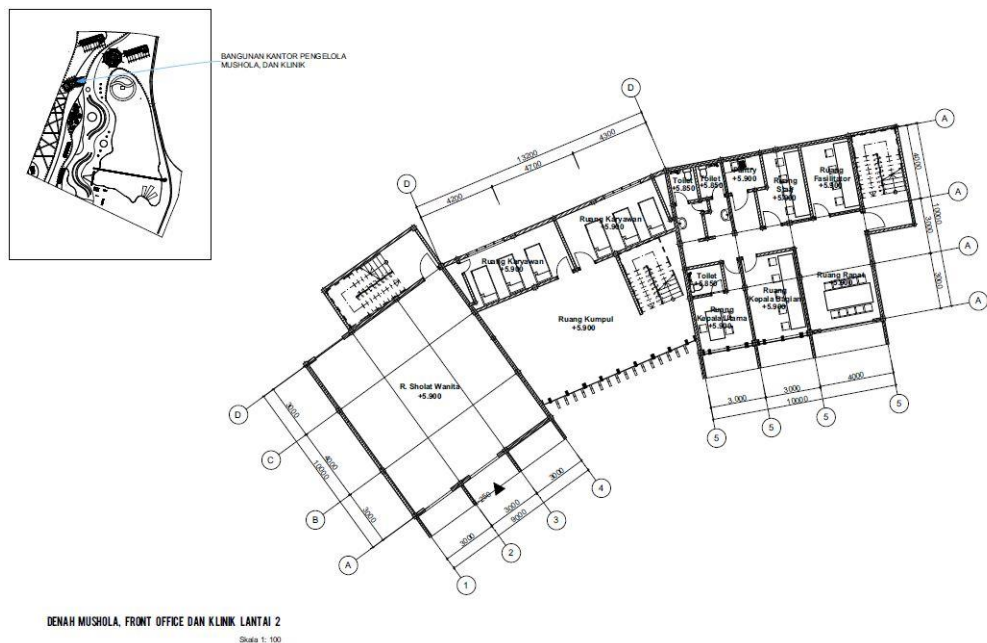 BANGUNAN KANTOR PENGELOLA
MUSHOLA, DAN KLINIK
D
D
A
A
A
A
4300
13200
4700
4200
4000
10000
3000
3000
Toilet
+5.850
Toilet
+5.850
Pantry
+5.900
Ruang
Staff
+5.900
Ruang
Fasilitator
+5.900
Ruang Karyawan
+5.900
Ruang Karyawan
+5.900
Toilet
+5.850
Ruang
Kepala Utama
+5.900
Ruang
Kepala Bagian
+5.900
Ruang Rapat
+5.900
Ruang Kumpul
+5.900
R. Sholat Wanita
+5.900
3.000
3.000
4000
10000
5
5
5
5
D
C
B
A
3000
4000
10000
3000
250
3000
3000
3000
9000
1
2
3
4
DENAH MUSHOLA, FRONT OFFICE DAN KLINIK LANTAI 2
Skala 1: 100